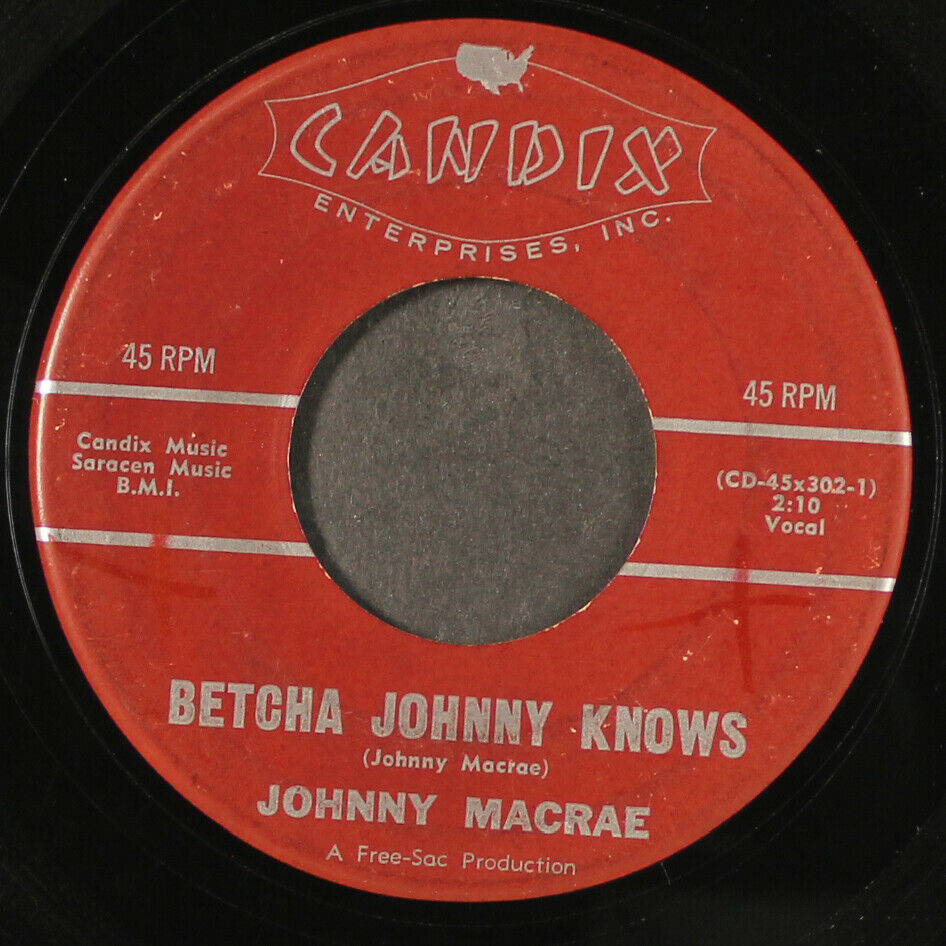 CANDIX
ENTERPRISES, INC.
45 RPM
45 RPM
Candix Music
Saracen Music
B.M.I.
(CD-45x302-1)
2:10
Vocal
BETCHA JOHNNY KNOWS
(Johnny Macrae)
JOHNNY MACRAE
A Free-Sac Production